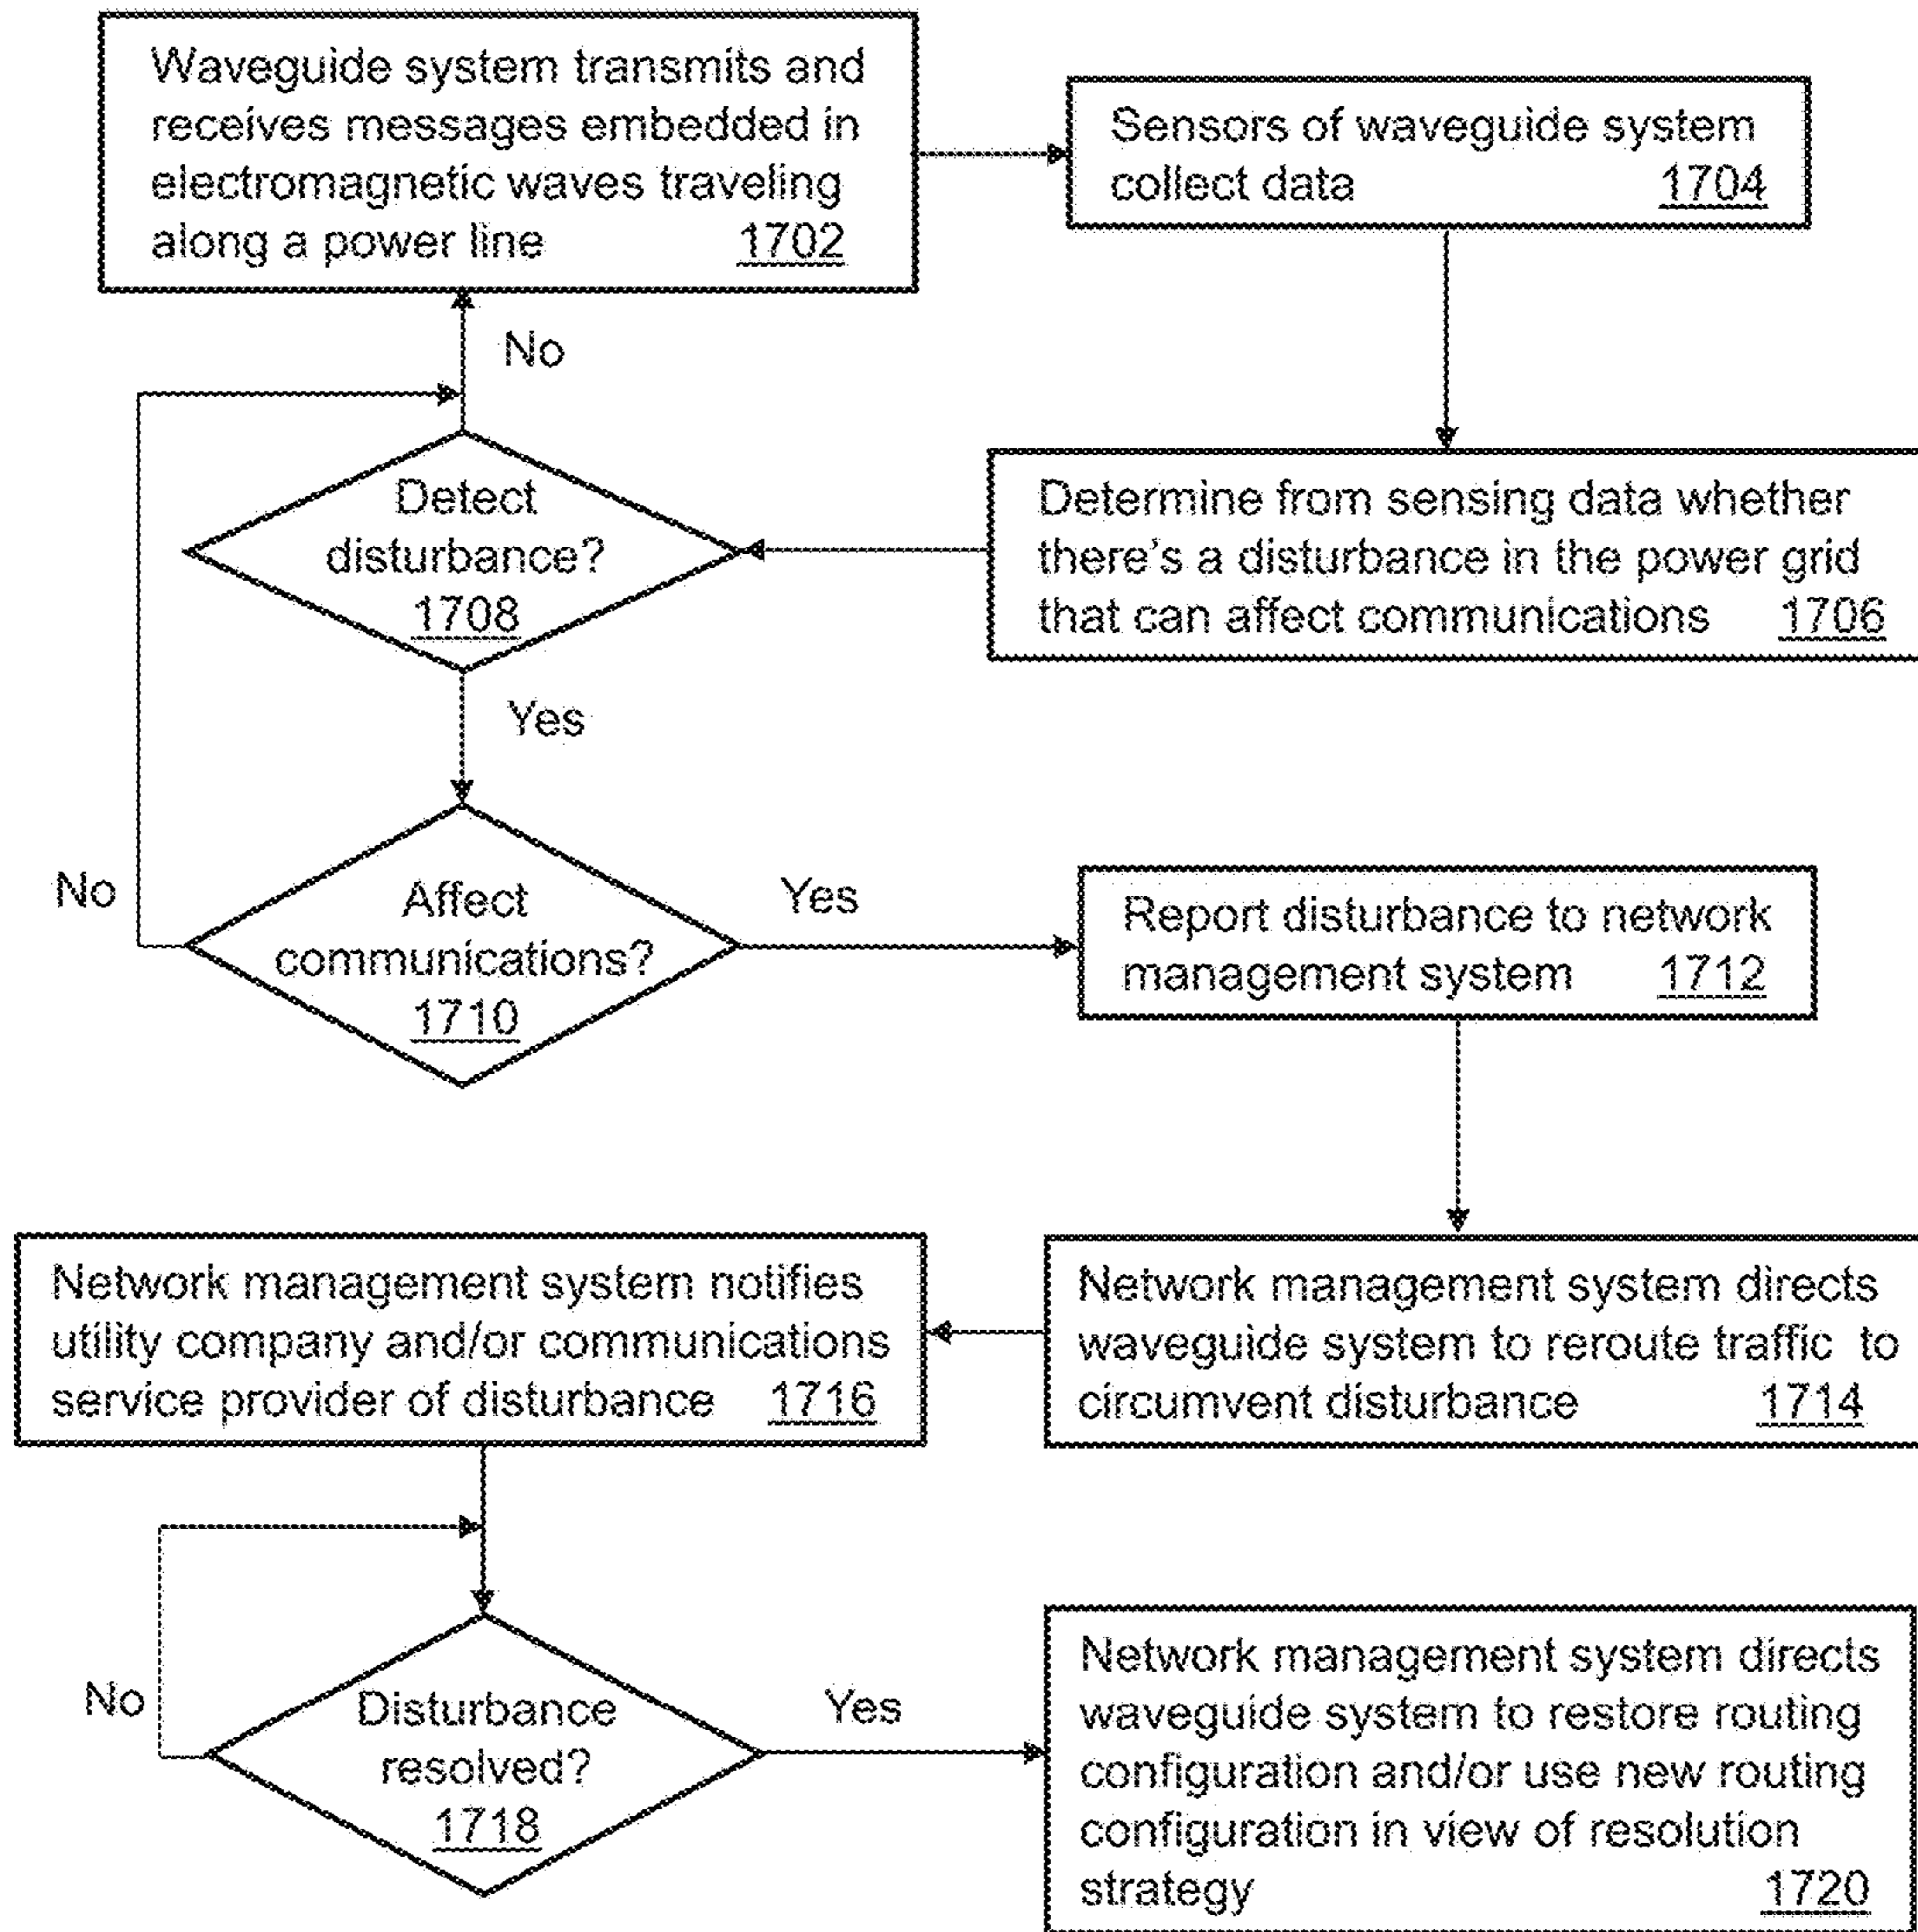 Waveguide system transmits and
receives messages embedded in
electromagnetic waves traveling
along a power line 1702
Sensors of waveguide system
collect data 1704
No
Detect
disturbance?
1708
Determine from sensing data whether
there's a disturbance in the power grid
that can affect communications 1706
Yes
No
Affect
communications?
1710
Yes
Report disturbance to network
management system 1712
Network management system notifies
utility company and/or communications
service provider of disturbance 1716
Network management system directs
waveguide system to reroute traffic to
circumvent disturbance 1714
No
Disturbance
resolved?
1718
Yes
Network management system directs
waveguide system to restore routing
configuration and/or use new routing
configuration in view of resolution
strategy 1720